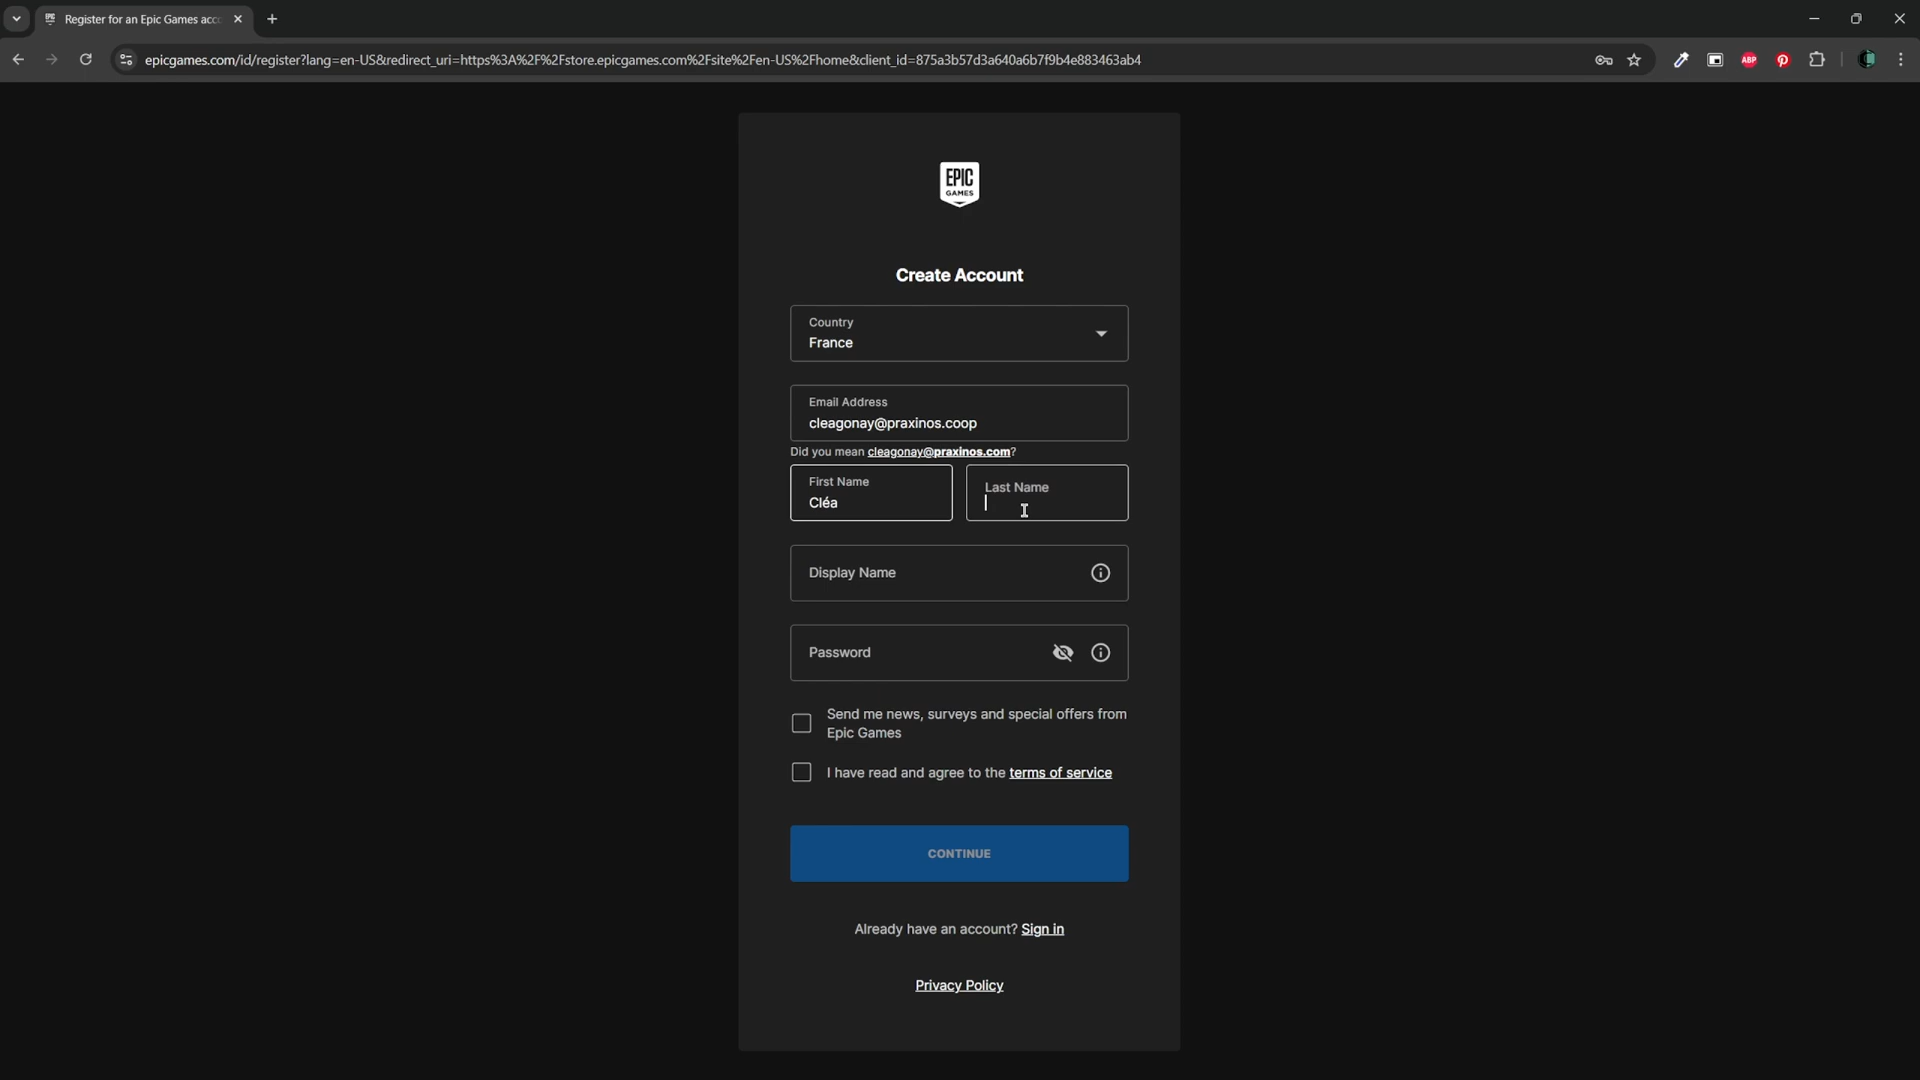 Register for an Epic Games acc
epicgames.com/id/register?lang=en-US&redirect_uri=https%3A%2F%2Fstore.epicgames.com%2Fsite%2Fen-US%2Fhome&client_id=875a3b57d3a640a6b7f9b4e883463ab4
ABP
EPIC
GAMES
Create Account
Country
France
Email Address
cleagonay@praxinos.coop
Did you mean cleagonay@praxinos.com?
First Name
Cléa
Last Name
Display Name
Password
Send me news, surveys and special offers from
Epic Games
I have read and agree to the terms of service
CONTINUE
Already have an account? Sign in
Privacy Policy